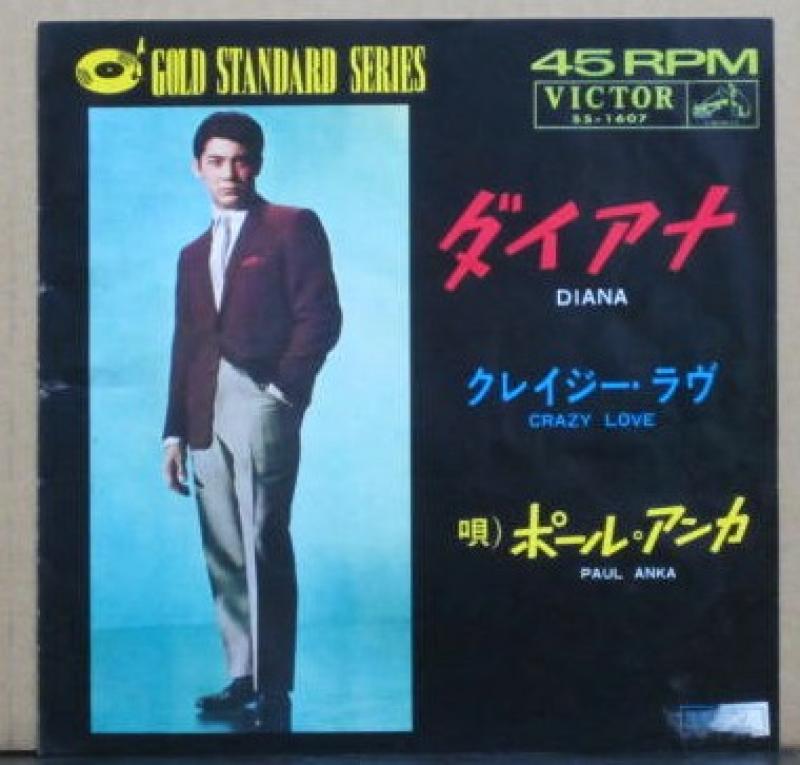 GOLD STANDARD SERIES
45 RPM
VICTOR
SS-1607
ダイアナ
DIANA
クレイジー・ラヴ
CRAZY LOVE
唄）ポール・アンカ
PAUL ANKA